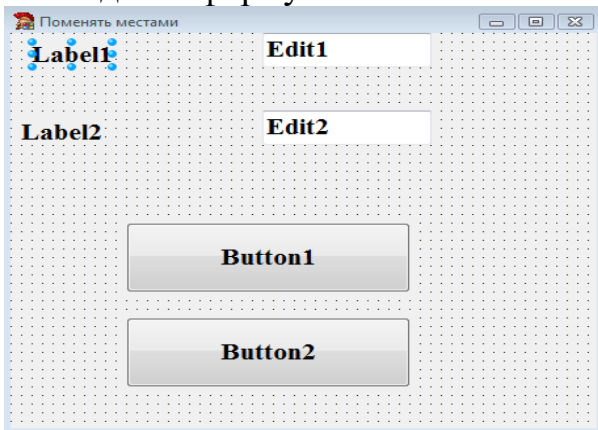 Поменять местами
Label1 Edit1
Label2 Edit2
Button1
Button2